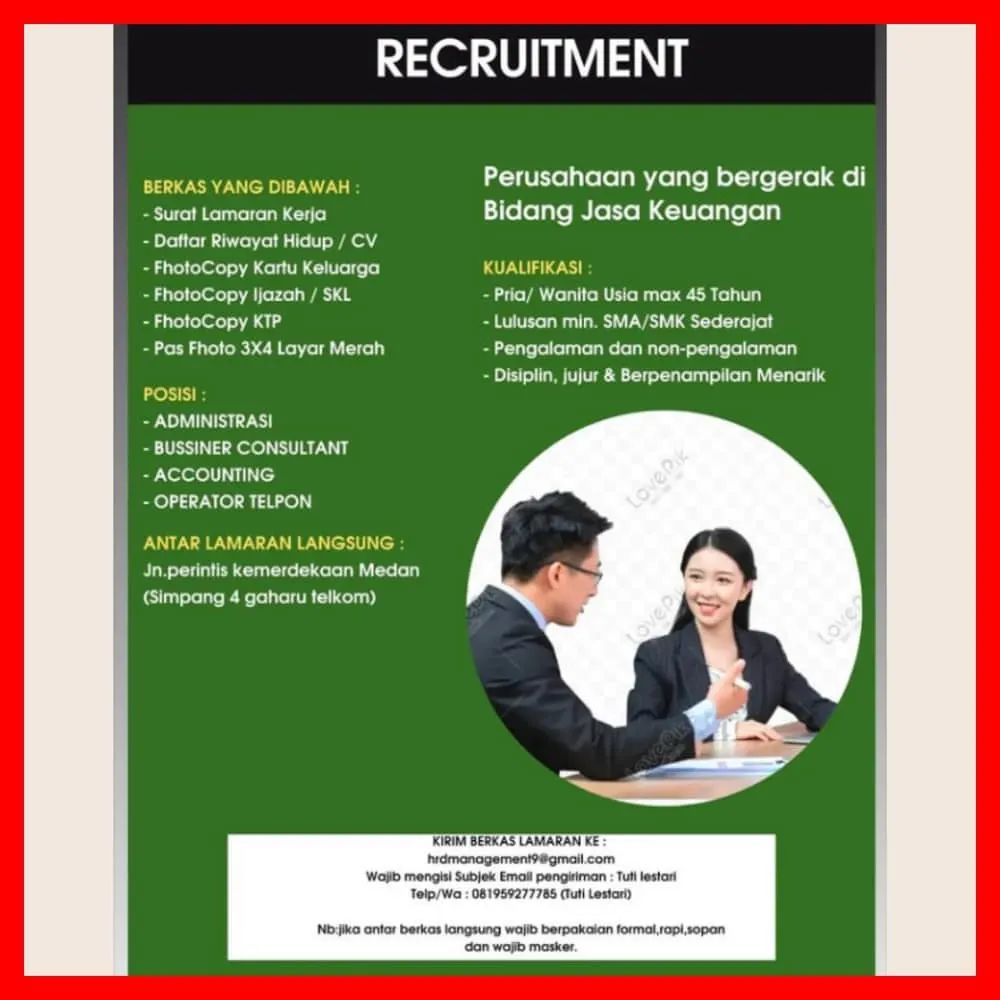 RECRUITMENT
BERKAS YANG DIBAWAH :
- Surat Lamaran Kerja
- Daftar Riwayat Hidup / CV
- FhotoCopy Kartu Keluarga
- FhotoCopy Ijazah / SKL
- FhotoCopy KTP
- Pas Fhoto 3X4 Layar Merah
POSISI :
- ADMINISTRASI
- BUSSINER CONSULTANT
- ACCOUNTING
- OPERATOR TELPON
ANTAR LAMARAN LANGSUNG :
Jn.perintis kemerdekaan Medan
(Simpang 4 gaharu telkom)
Perusahaan yang bergerak di
Bidang Jasa Keuangan
KUALIFIKASI :
- Pria/ Wanita Usia max 45 Tahun
- Lulusan min. SMA/SMK Sederajat
- Pengalaman dan non-pengalaman
- Disiplin, jujur & Berpenampilan Menarik
LovePik
LovePik
LovePik
KIRIM BERKAS LAMARAN KE :
hrdmanagement9@gmail.com
Wajib mengisi Subjek Email pengiriman : Tuti lestari
Telp/Wa : 081959277785 (Tuti Lestari)
Nb:jika antar berkas langsung wajib berpakaian formal,rapi,sopan
dan wajib masker.